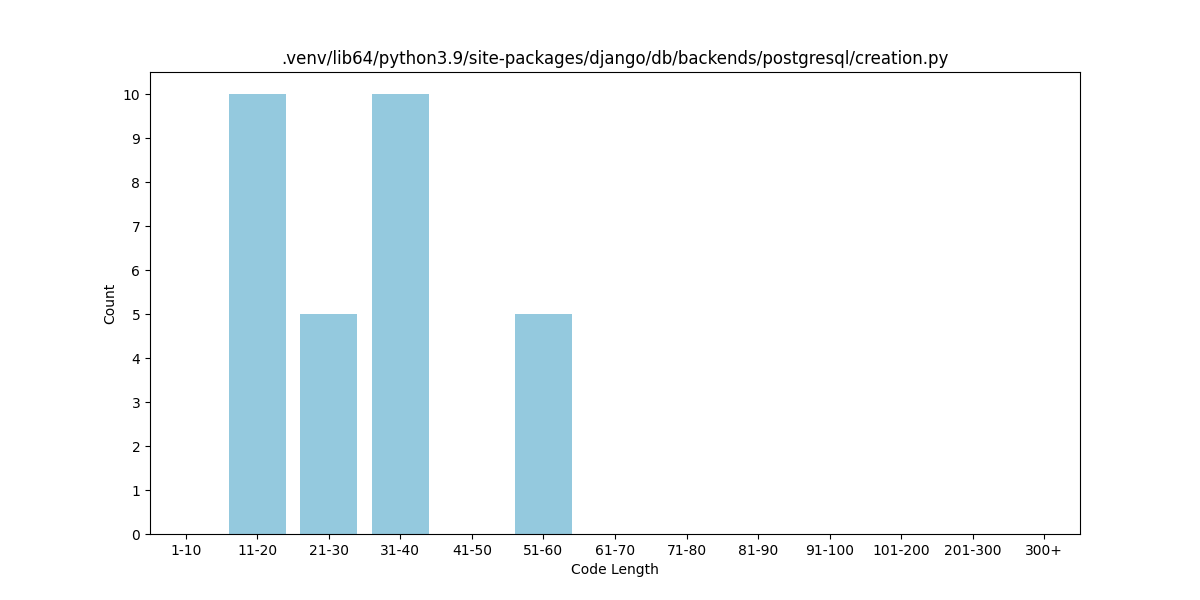 .venv/lib64/python3.9/site-packages/django/db/backends/postgresql/creation.py
10
9
8
7
6
5
4
3
2
1
0
Count
1-10 11-20 21-30 31-40 41-50 51-60 61-70 71-80 81-90 91-100 101-200 201-300 300+
Code Length